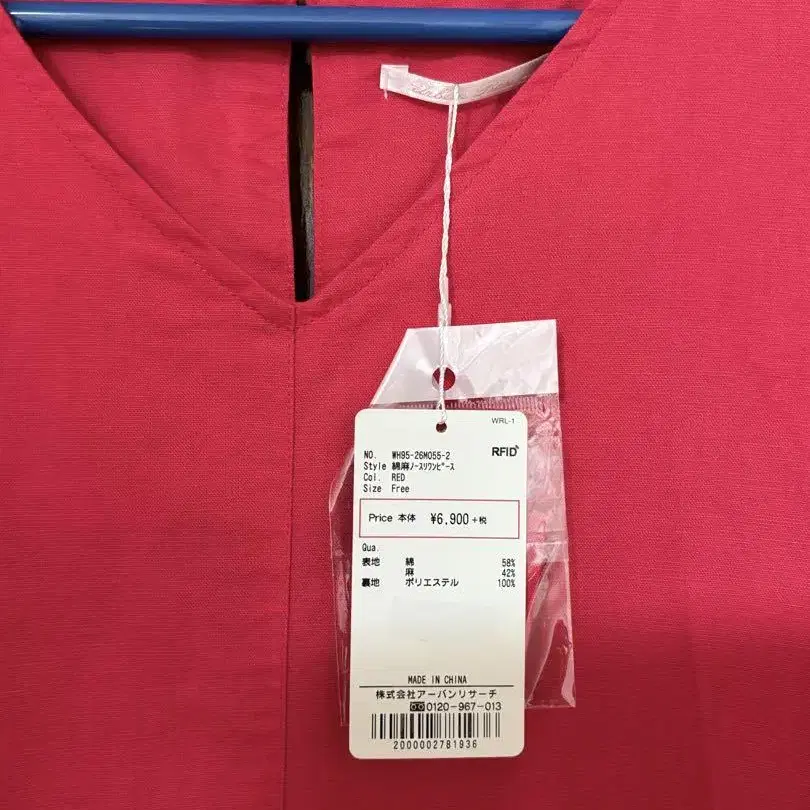 WRL-1
RFID
NO. WH95-26M055-2
Style 綿麻ノースリワンピース
Col. RED
Size Free
Price 本体 ¥6,900+税
Qua.
表地 綿 58%
麻 42%
裏地 ポリエステル 100%
MADE IN CHINA
株式会社アーバンリサーチ
0120-967-013
2000002781936